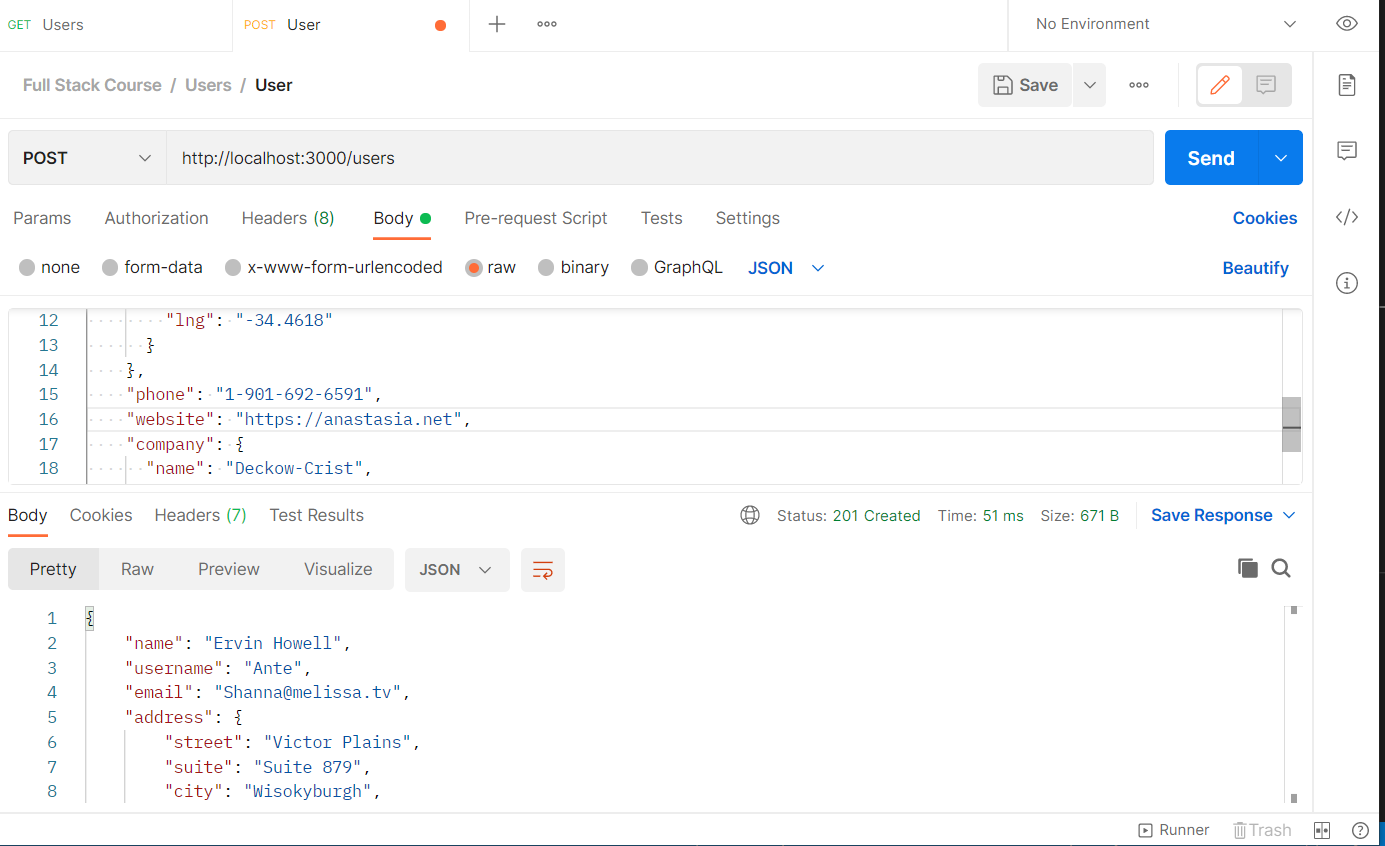 GET Users POST User No Environment
Full Stack Course / Users / User Save
POST http://localhost:3000/users Send
Params Authorization Headers (8) Body Pre-request Script Tests Settings Cookies
none form-data x-www-form-urlencoded raw binary GraphQL JSON Beautify
12 "lng": "-34.4618"
13 }
14 },
15 "phone": "1-901-692-6591",
16 "website": "https://anastasia.net",
17 "company": {
18 "name": "Deckow-Crist",
Body Cookies Headers (7) Test Results Status: 201 Created Time: 51 ms Size: 671 B Save Response
Pretty Raw Preview Visualize JSON
1 {
2 "name": "Ervin Howell",
3 "username": "Ante",
4 "email": "Shanna@melissa.tv",
5 "address": {
6 "street": "Victor Plains",
7 "suite": "Suite 879",
8 "city": "Wisokyburgh",
Runner Trash